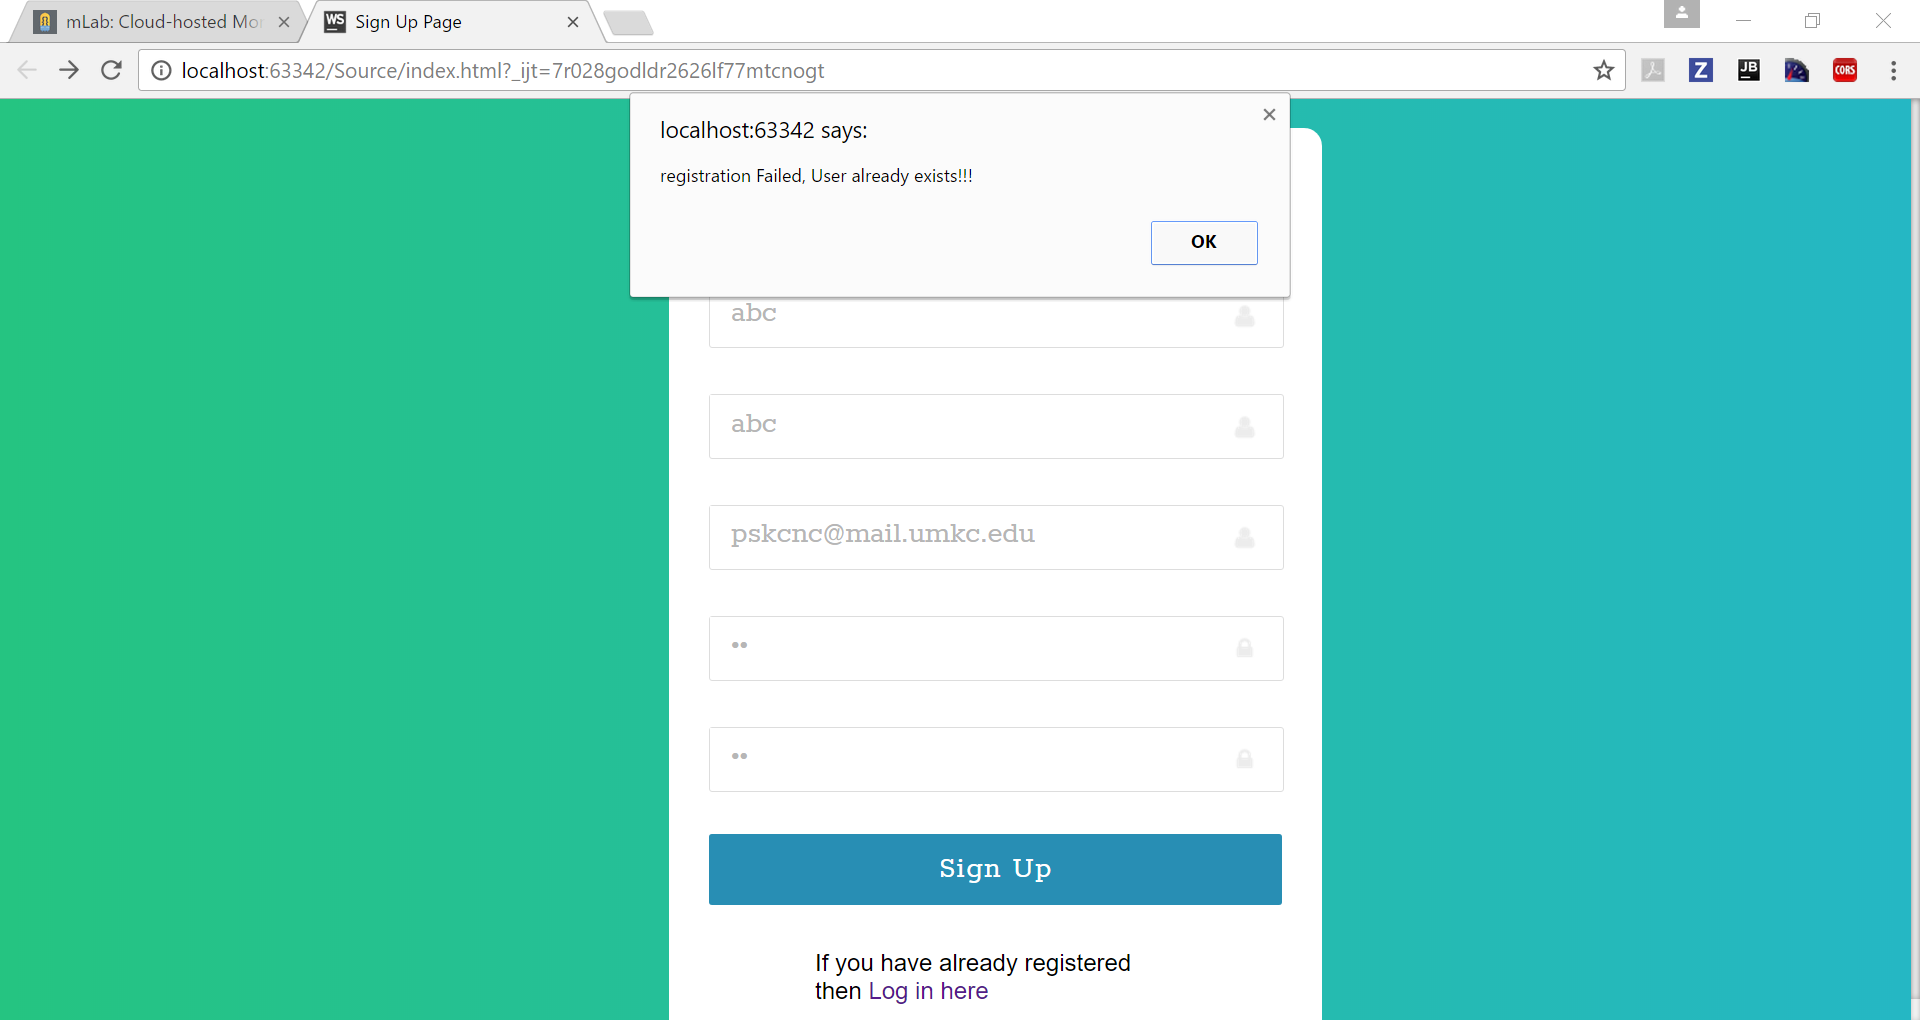 mLab: Cloud-hosted Mo
WS Sign Up Page
localhost:63342/Source/index.html?_ijt=7r028godldr2626lf77mtcnogt
Z
JB
CORS
localhost:63342 says:
registration Failed, User already exists!!!
OK
abc
abc
pskcnc@mail.umkc.edu
••
••
Sign Up
If you have already registered
then Log in here